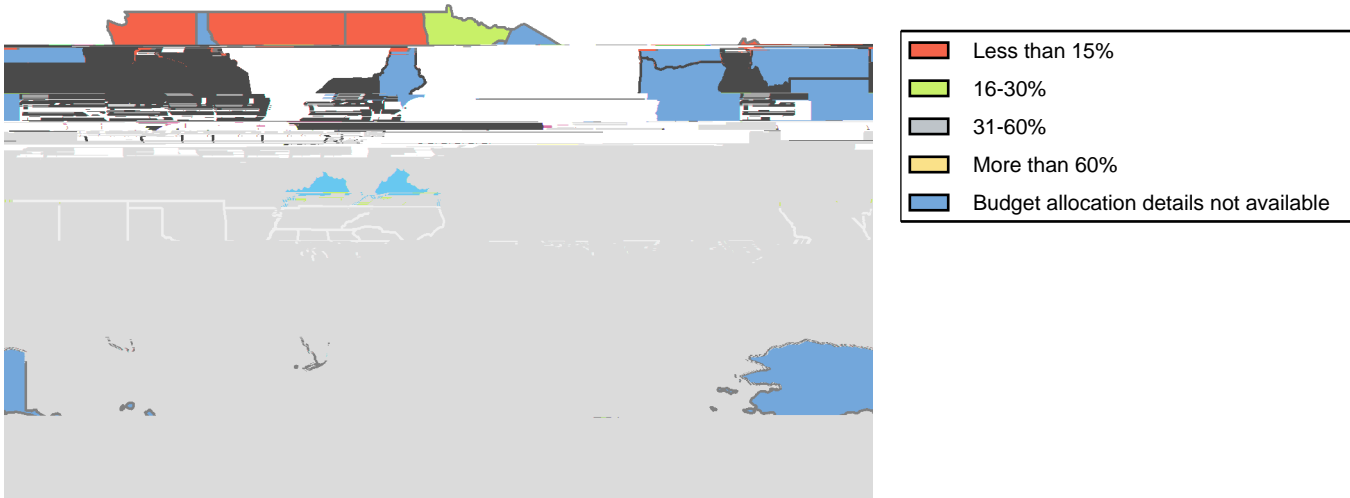 Less than 15%
16-30%
31-60%
More than 60%
Budget allocation details not available